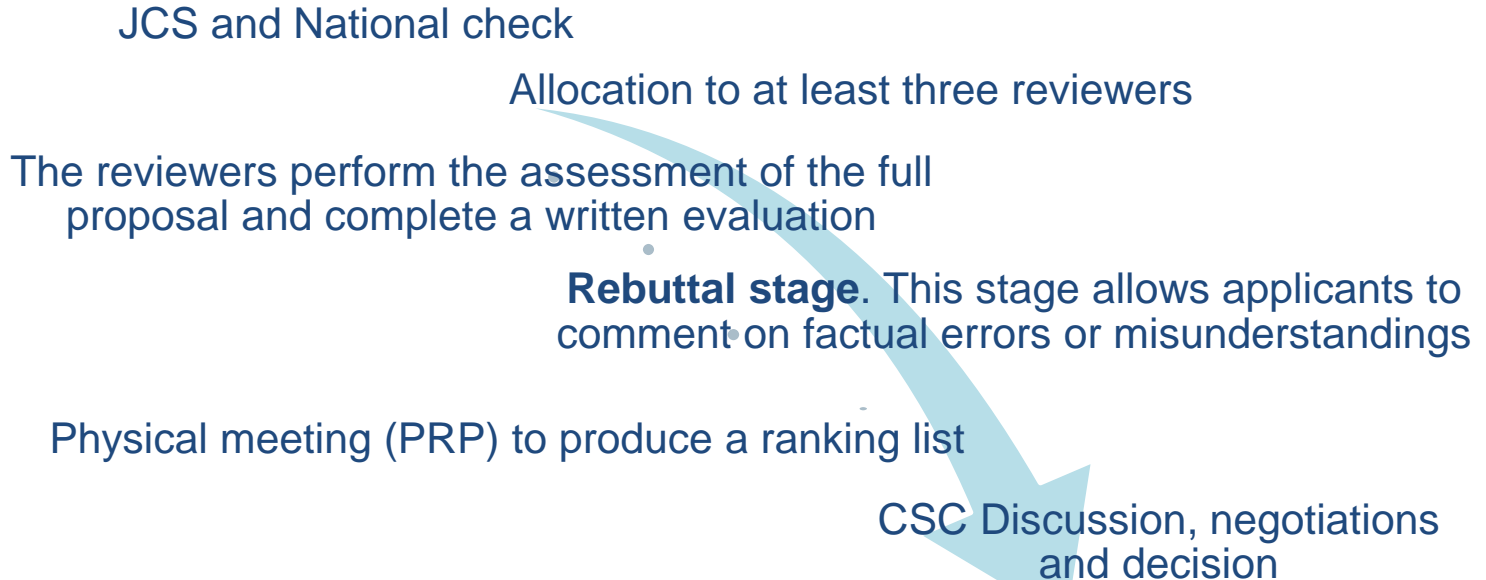 JCS and National check
Allocation to at least three reviewers
The reviewers perform the assessment of the full
proposal and complete a written evaluation
Rebuttal stage. This stage allows applicants to
comment on factual errors or misunderstandings
Physical meeting (PRP) to produce a ranking list
CSC Discussion, negotiations
and decision